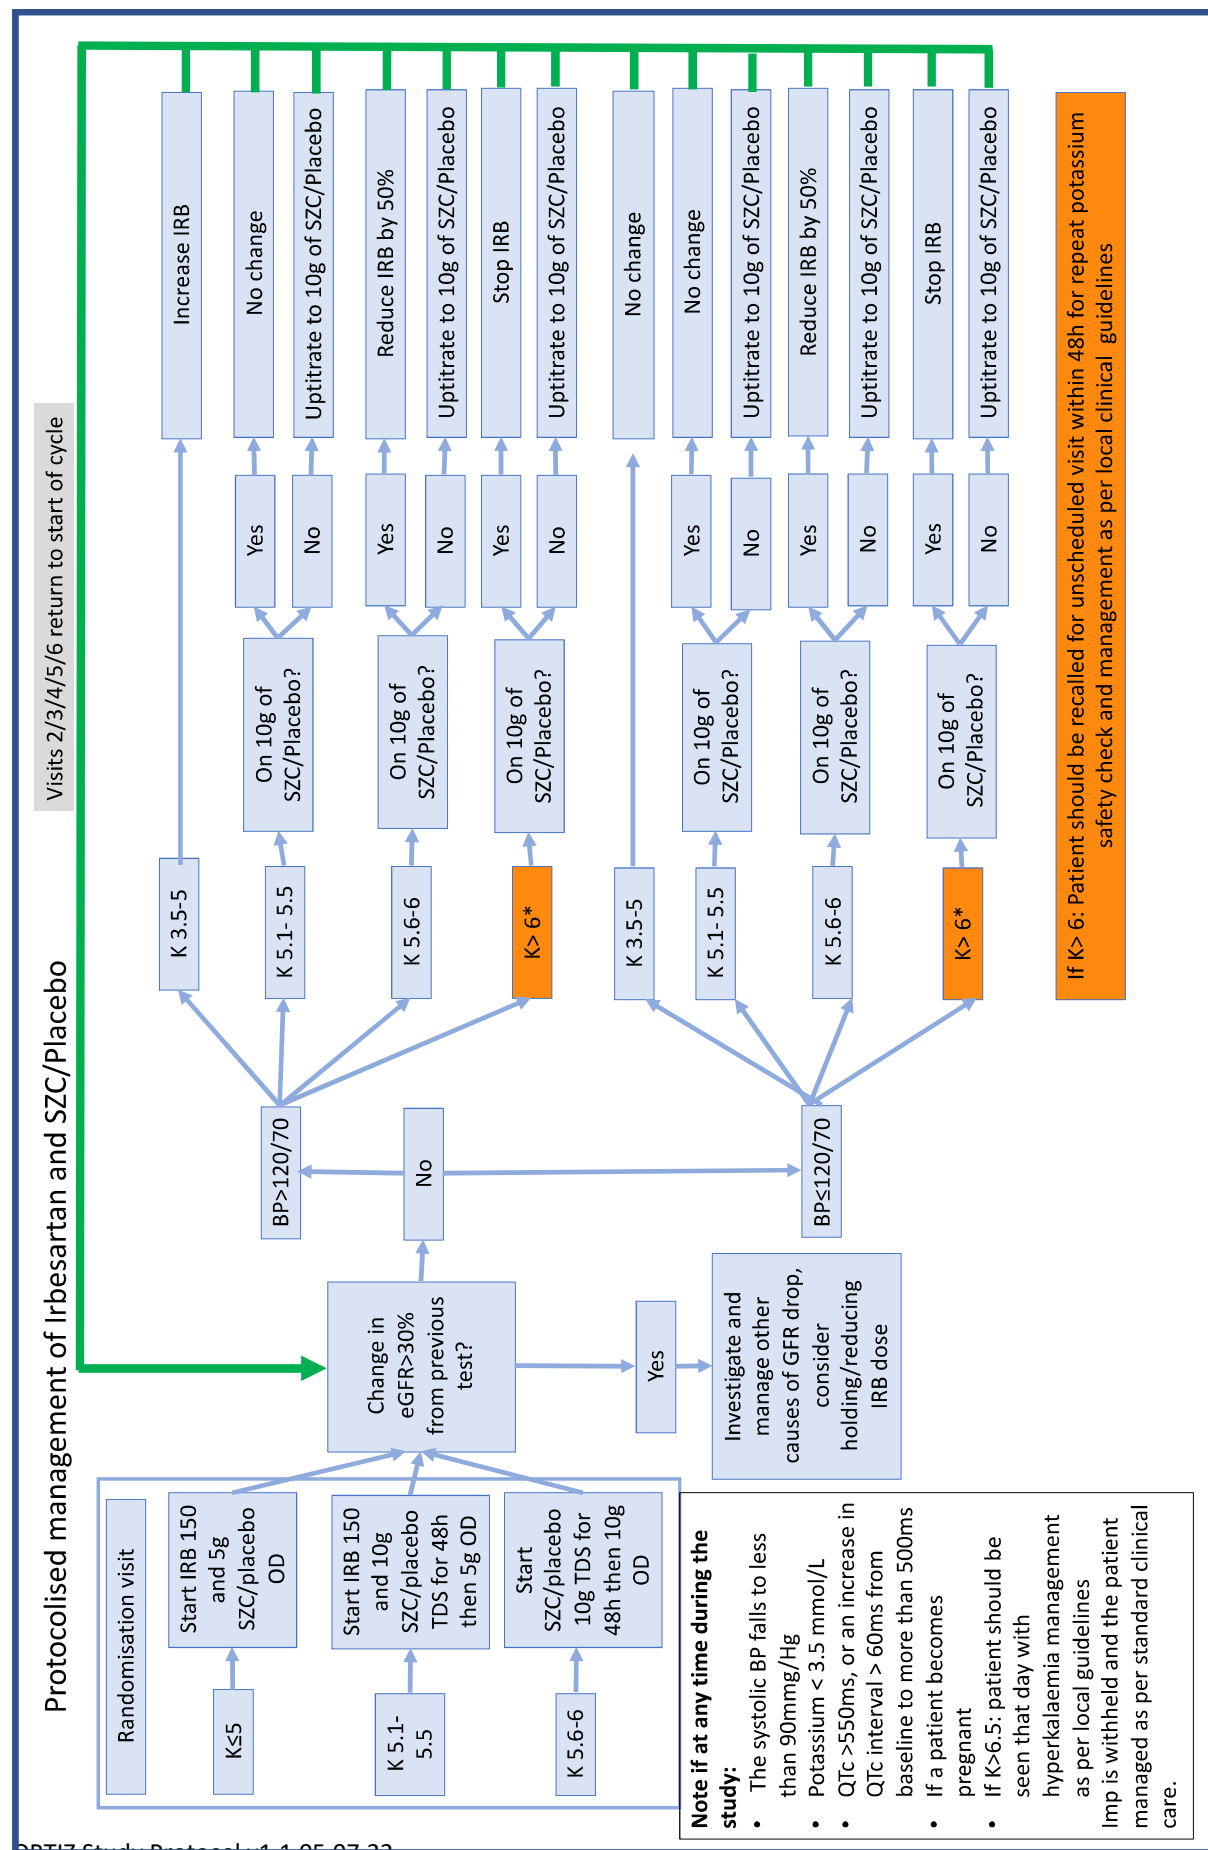 Protocolised management of Irbesartan and SZC/Placebo
Visits 2/3/4/5/6 return to start of cycle
Randomisation visit
K≤5
Start IRB 150
and 5g
SZC/placebo
OD
K 5.1-
5.5
Start IRB 150
and 10g
SZC/placebo
TDS for 48h
then 5g OD
K 5.6-6
Start
SZC/placebo
10g TDS for
48h then 10g
OD
Change in
eGFR>30%
from previous
test?
No
Yes
Investigate and
manage other
causes of GFR drop,
consider
holding/reducing
IRB dose
BP>120/70
K 3.5-5
Increase IRB
K 5.1- 5.5
On 10g of
SZC/Placebo?
Yes
No change
No
Uptitrate to 10g of SZC/Placebo
K 5.6-6
On 10g of
SZC/Placebo?
Yes
Reduce IRB by 50%
No
Uptitrate to 10g of SZC/Placebo
K> 6*
On 10g of
SZC/Placebo?
Yes
Stop IRB
No
Uptitrate to 10g of SZC/Placebo
BP≤120/70
K 3.5-5
No change
K 5.1- 5.5
On 10g of
SZC/Placebo?
Yes
No change
No
Uptitrate to 10g of SZC/Placebo
K 5.6-6
On 10g of
SZC/Placebo?
Yes
Reduce IRB by 50%
No
Uptitrate to 10g of SZC/Placebo
K> 6*
On 10g of
SZC/Placebo?
Yes
Stop IRB
No
Uptitrate to 10g of SZC/Placebo
If K> 6: Patient should be recalled for unscheduled visit within 48h for repeat potassium
safety check and management as per local clinical guidelines
Note if at any time during the
study:
• The systolic BP falls to less
than 90mmg/Hg
• Potassium < 3.5 mmol/L
• QTc >550ms, or an increase in
QTc interval > 60ms from
baseline to more than 500ms
• If a patient becomes
pregnant
• If K>6.5: patient should be
seen that day with
hyperkalaemia management
as per local guidelines
Imp is withheld and the patient
managed as per standard clinical
care.
Study Protocol v1.1 05-07-22